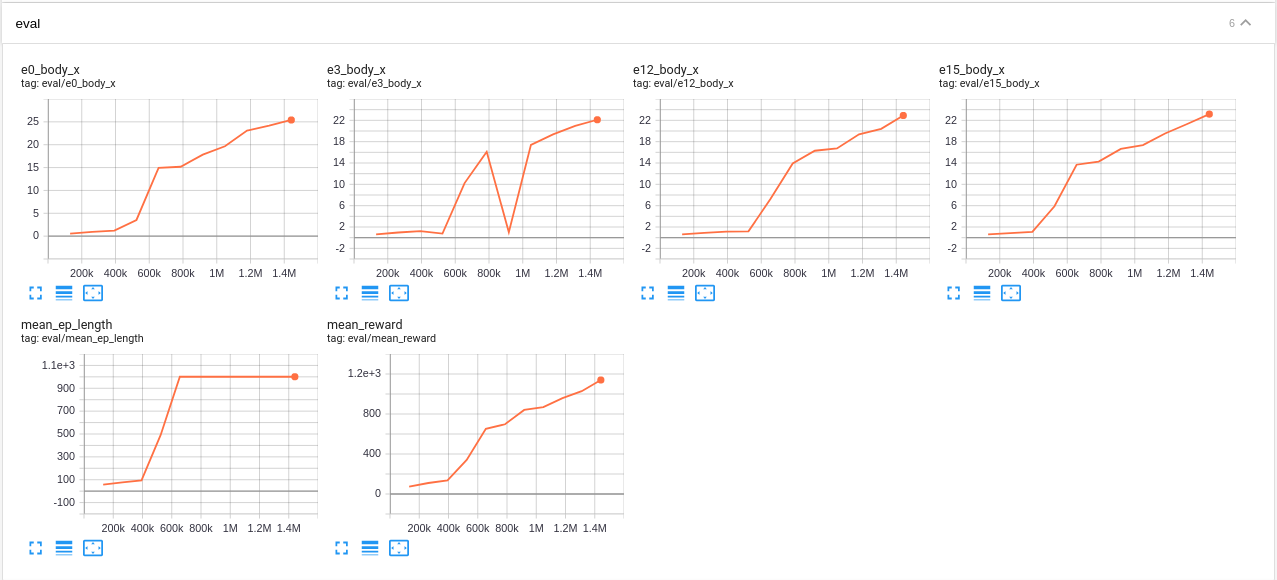 eval 6
e0_body_x
tag: eval/e0_body_x
25
20
15
10
5
0
200k 400k 600k 800k 1M 1.2M 1.4M
e3_body_x
tag: eval/e3_body_x
22
18
14
10
6
2
-2
200k 400k 600k 800k 1M 1.2M 1.4M
e12_body_x
tag: eval/e12_body_x
22
18
14
10
6
2
-2
200k 400k 600k 800k 1M 1.2M 1.4M
e15_body_x
tag: eval/e15_body_x
22
18
14
10
6
2
-2
200k 400k 600k 800k 1M 1.2M 1.4M
mean_ep_length
tag: eval/mean_ep_length
1.1e+3
900
700
500
300
100
-100
200k 400k 600k 800k 1M 1.2M 1.4M
mean_reward
tag: eval/mean_reward
1.2e+3
800
400
0
200k 400k 600k 800k 1M 1.2M 1.4M